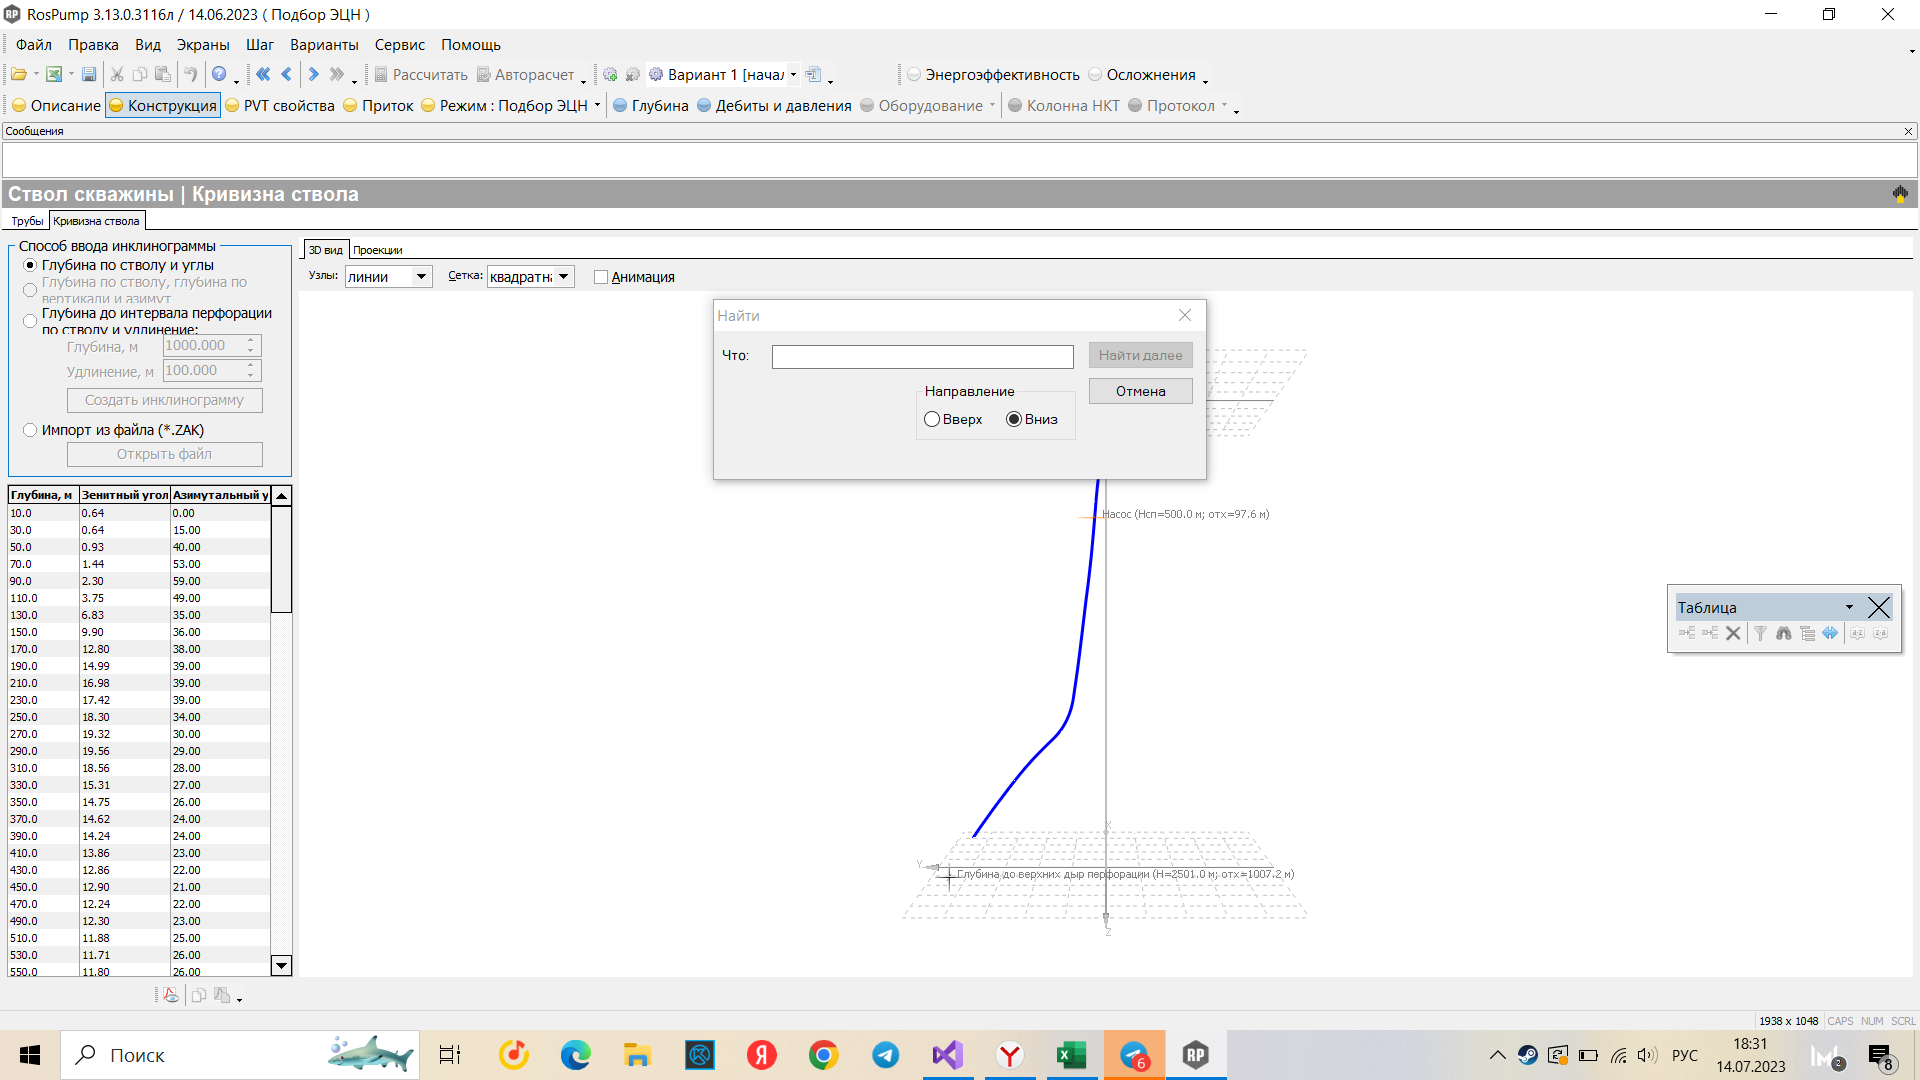 RosPump 3.13.0.3116л / 14.06.2023 ( Подбор ЭЦН )
Файл Правка Вид Экраны Шаг Варианты Сервис Помощь
Рассчитать Авторасчет Вариант 1 [начал Энергоэффективность Осложнения
Описание Конструкция PVT свойства Приток Режим : Подбор ЭЦН Глубина Дебиты и давления Оборудование Колонна НКТ Протокол
Сообщения
Ствол скважины | Кривизна ствола
Трубы Кривизна ствола
Способ ввода инклинограммы
Глубина по стволу и углы
Глубина по стволу, глубина по
вертикали и азимут
Глубина до интервала перфорации
по стволу и удлинение:
Глубина, м 1000.000
Удлинение, м 100.000
Создать инклинограмму
Импорт из файла (*.ZAK)
Открыть файл
Глубина, м Зенитный угол Азимутальный у
10.0 0.64 0.00
30.0 0.64 15.00
50.0 0.93 40.00
70.0 1.44 53.00
90.0 2.30 59.00
110.0 3.75 49.00
130.0 6.83 35.00
150.0 9.90 36.00
170.0 12.80 38.00
190.0 14.99 39.00
210.0 16.98 39.00
230.0 17.42 39.00
250.0 18.30 34.00
270.0 19.32 30.00
290.0 19.56 29.00
310.0 18.56 28.00
330.0 15.31 27.00
350.0 14.75 26.00
370.0 14.62 24.00
390.0 14.24 24.00
410.0 13.86 23.00
430.0 12.86 22.00
450.0 12.90 21.00
470.0 12.24 22.00
490.0 12.30 23.00
510.0 11.88 25.00
530.0 11.71 26.00
550.0 11.80 26.00
3D вид Проекции
Узлы: линии Сетка: квадратн Анимация
Найти
Что: Найти далее
Направление Отмена
Вверх Вниз
Насос (Hсп=500.0 м; отх=97.6 м)
X
Y
Глубина до верхних дыр перфорации (H=2501.0 м; отх=1007.2 м)
Z
Таблица
1938 x 1048 CAPS NUM SCRL
Поиск
Я
6
RP
РУС
18:31
14.07.2023
2
8